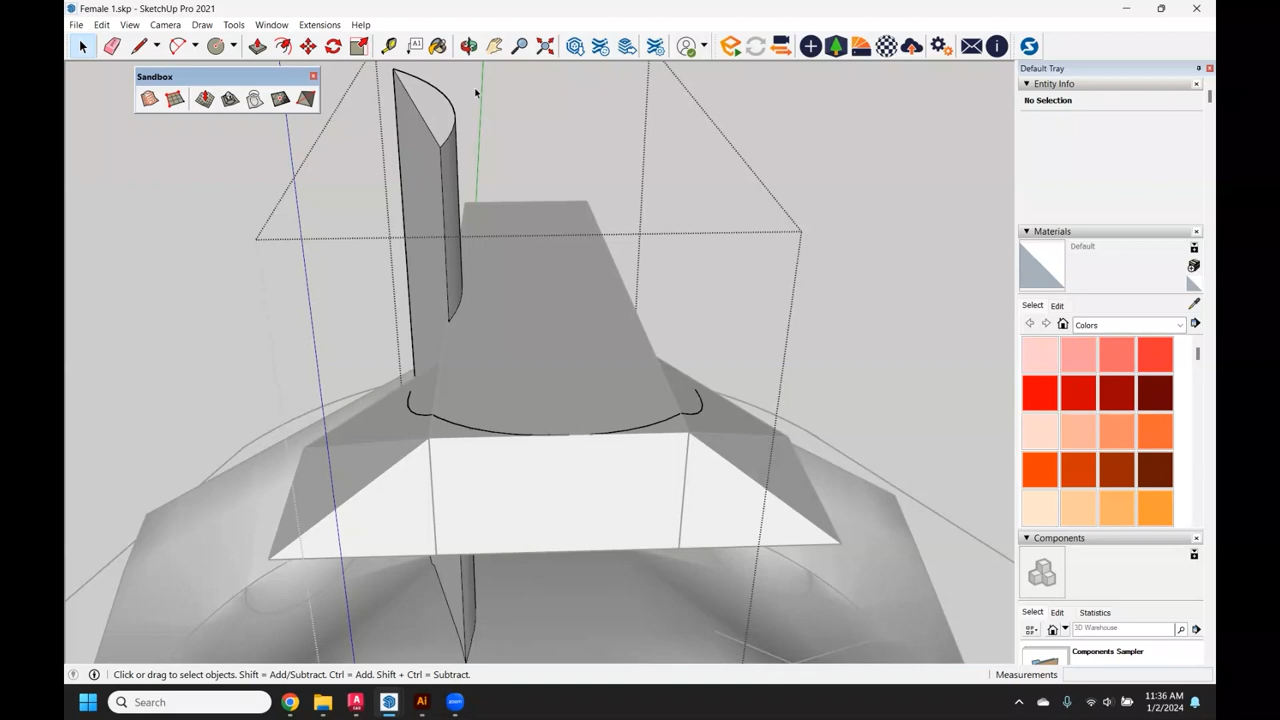 Female 1.skp - SketchUp Pro 2021
File Edit View Camera Draw Tools Window Extensions Help
Sandbox
Default Tray
Entity Info
No Selection
Materials
Default
Select Edit
Colors
Components
Select Edit Statistics
3D Warehouse
Components Sampler
Click or drag to select objects. Shift = Add/Subtract. Ctrl = Add. Shift + Ctrl = Subtract.
Measurements
Search
11:36 AM
1/2/2024